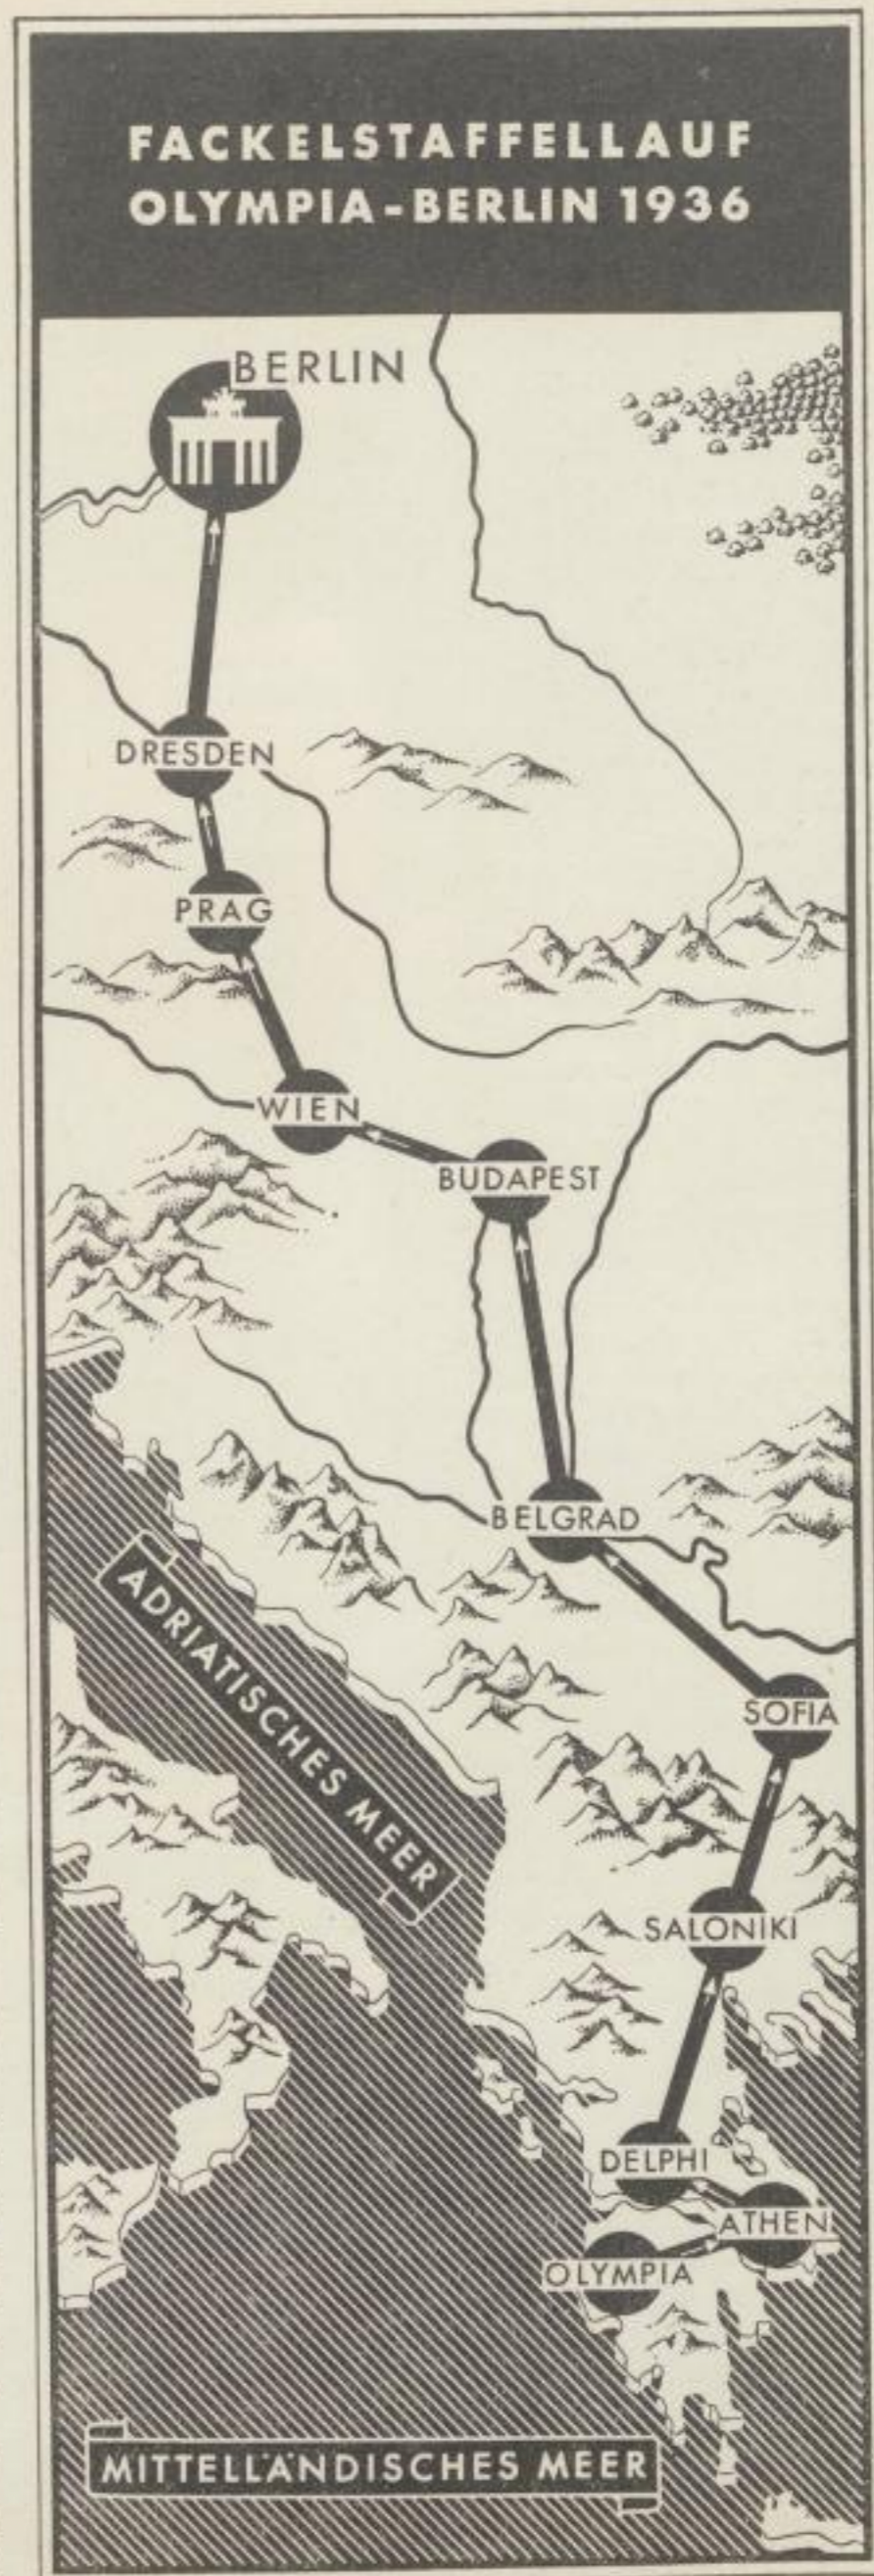 FACKELSTAFFELLAUF
OLYMPIA-BERLIN 1936
BERLIN
DRESDEN
PRAG
WIEN
BUDAPEST
BELGRAD
ADRIATISCHES MEER
SOFIA
SALONIKI
DELPHI
ATHEN
OLYMPIA
MITTELLÄNDISCHES MEER